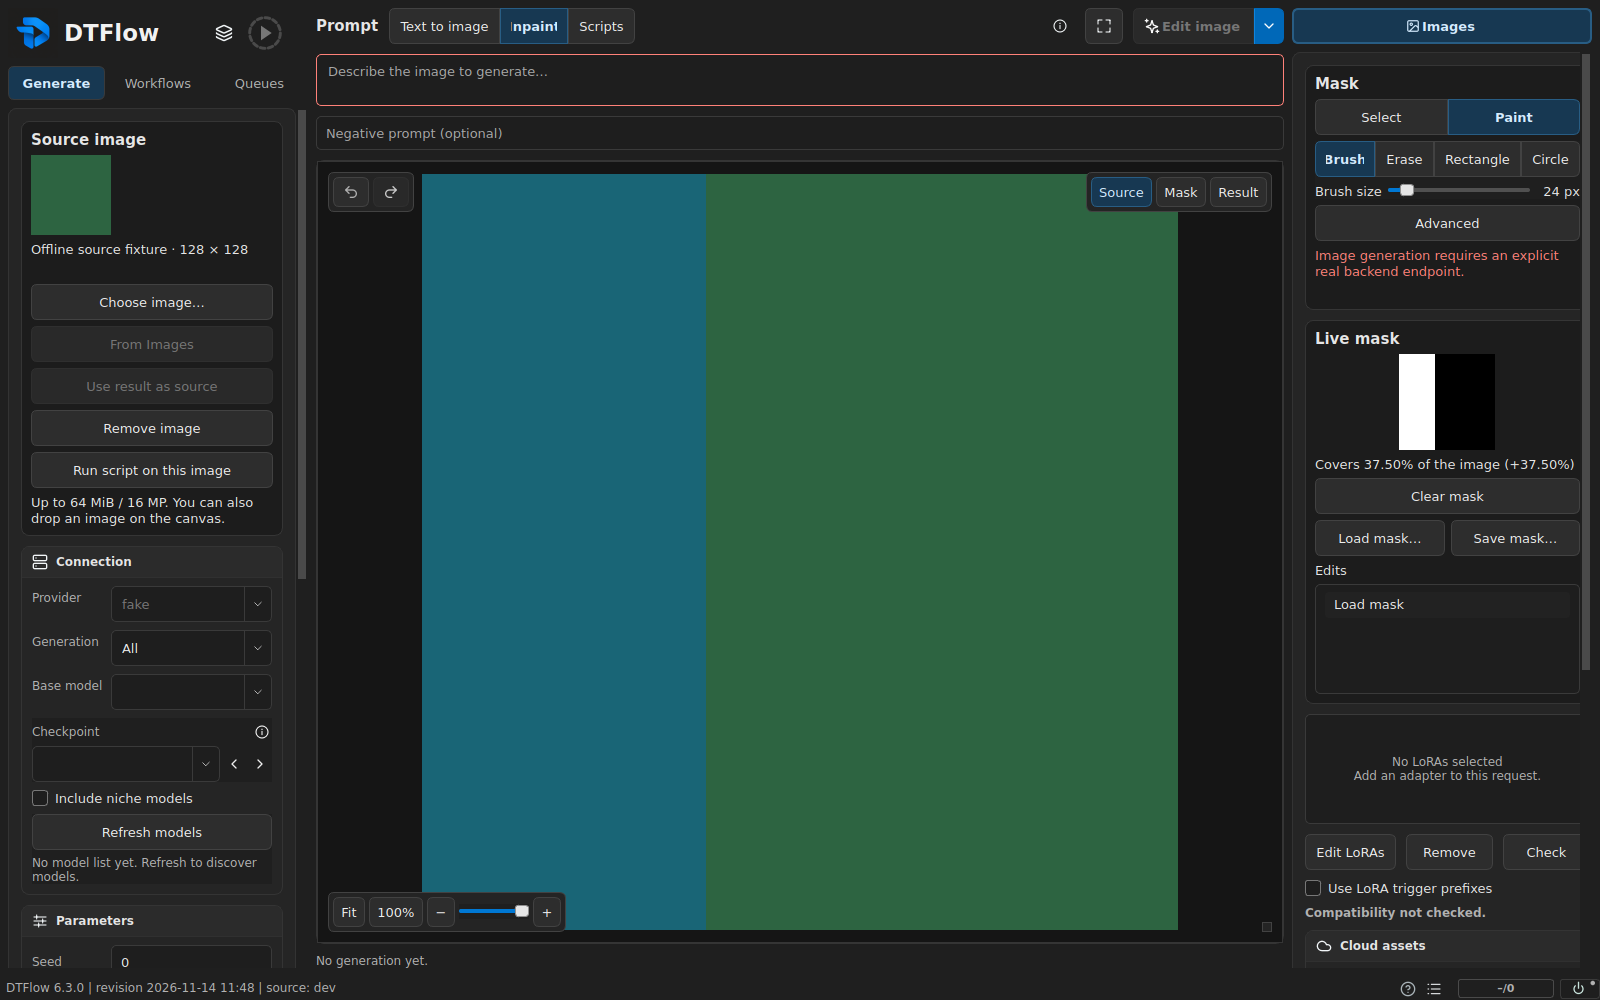 DTFlow
Generate
Workflows
Queues
Source image
Offline source fixture · 128 × 128
Choose image...
From Images
Use result as source
Remove image
Run script on this image
Up to 64 MiB / 16 MP. You can also
drop an image on the canvas.
Connection
Provider
fake
Generation
All
Base model
Checkpoint
Include niche models
Refresh models
No model list yet. Refresh to discover
models.
Parameters
Seed
0
Prompt
Text to image
Inpaint
Scripts
Edit image
Describe the image to generate...
Negative prompt (optional)
Source
Mask
Result
Fit
100%
−
+
No generation yet.
Images
Mask
Select
Paint
Brush
Erase
Rectangle
Circle
Brush size
24 px
Advanced
Image generation requires an explicit
real backend endpoint.
Live mask
Covers 37.50% of the image (+37.50%)
Clear mask
Load mask...
Save mask...
Edits
Load mask
No LoRAs selected
Add an adapter to this request.
Edit LoRAs
Remove
Check
Use LoRA trigger prefixes
Compatibility not checked.
Cloud assets
DTFlow 6.3.0 | revision 2026-11-14 11:48 | source: dev
–/0